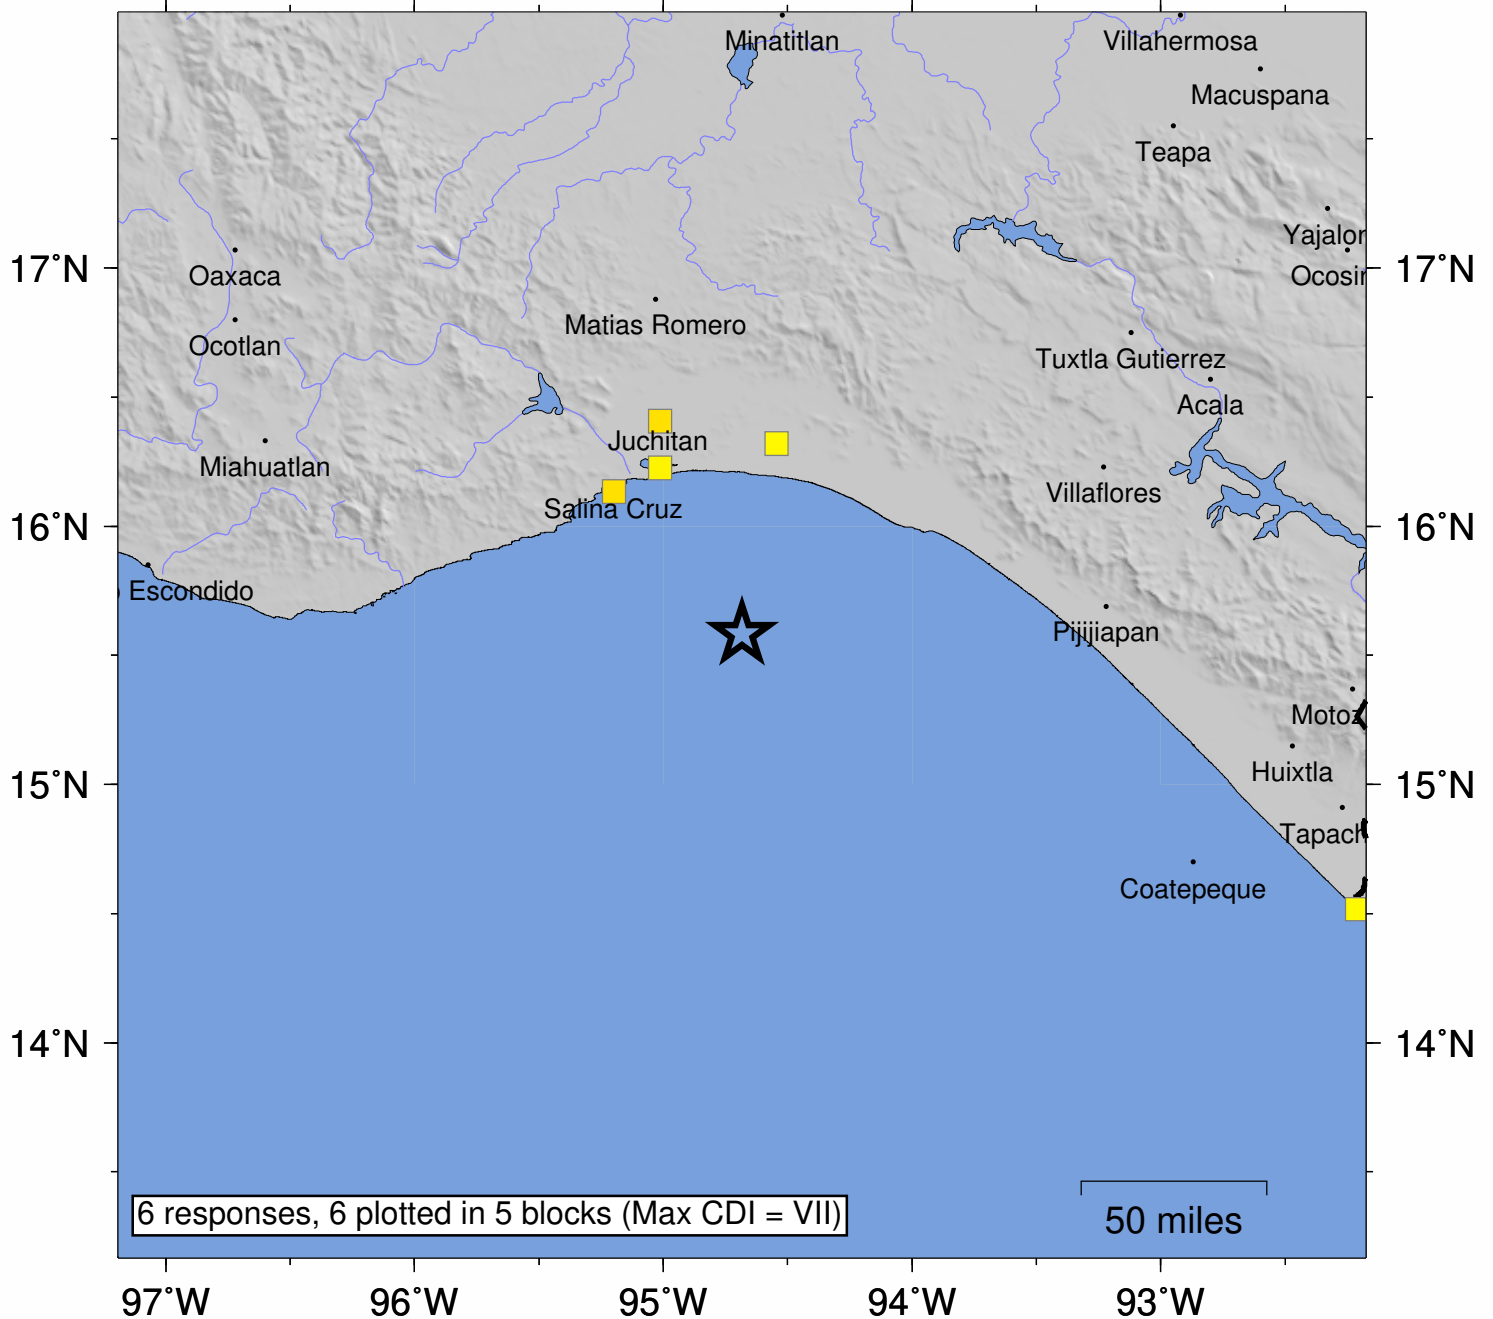 Minatitlan
Villahermosa
Macuspana
Teapa
Yajalor
Oaxaca
Ocosir
17°N
17°N
Matias Romero
Ocotlan
Tuxtla Gutierrez
Acala
Juchitan
Miahuatlan
Villaflores
Salina Cruz
16°N
16°N
Escondido
Pijijiapan
Motoz
Huixtla
15°N
15°N
Tapach
Coatepeque
14°N
14°N
6 responses, 6 plotted in 5 blocks (Max CDI = VII)
50 miles
97°W
96°W
95°W
94°W
93°W